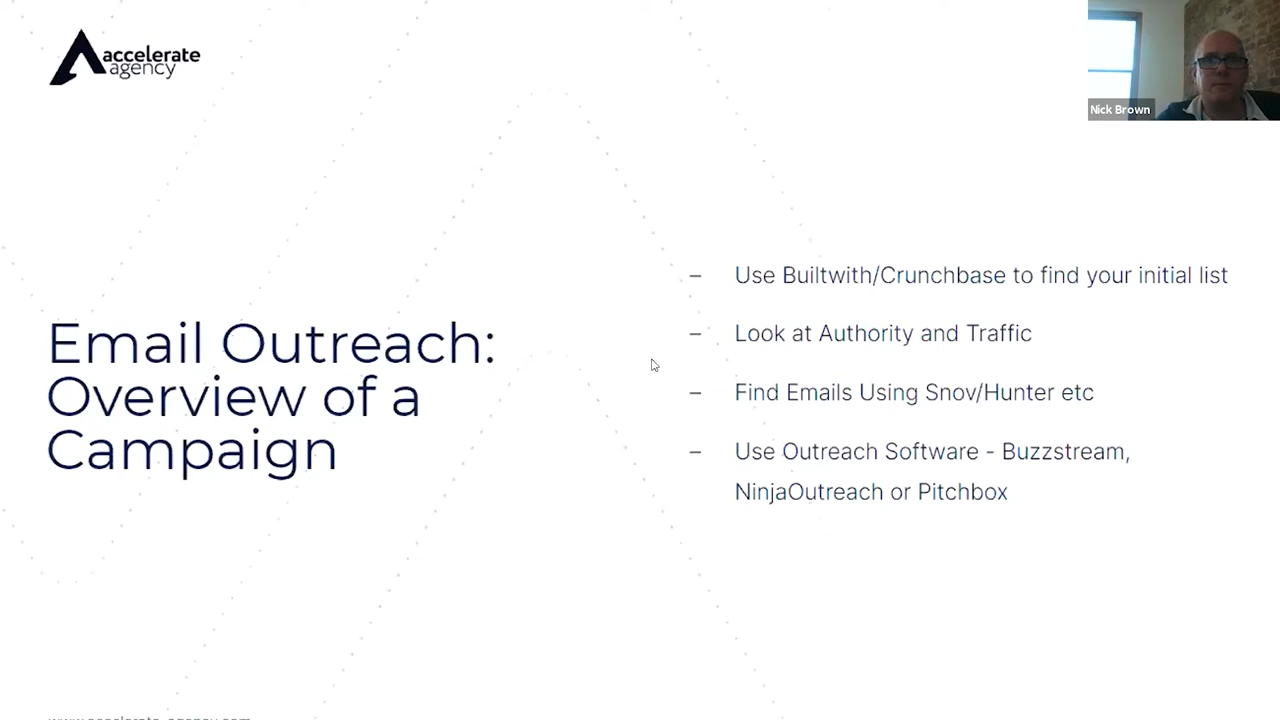 accelerate
agency
Nick Brown
Email Outreach:
Overview of a
Campaign
– Use Builtwith/Crunchbase to find your initial list
– Look at Authority and Traffic
– Find Emails Using Snov/Hunter etc
– Use Outreach Software - Buzzstream,
NinjaOutreach or Pitchbox